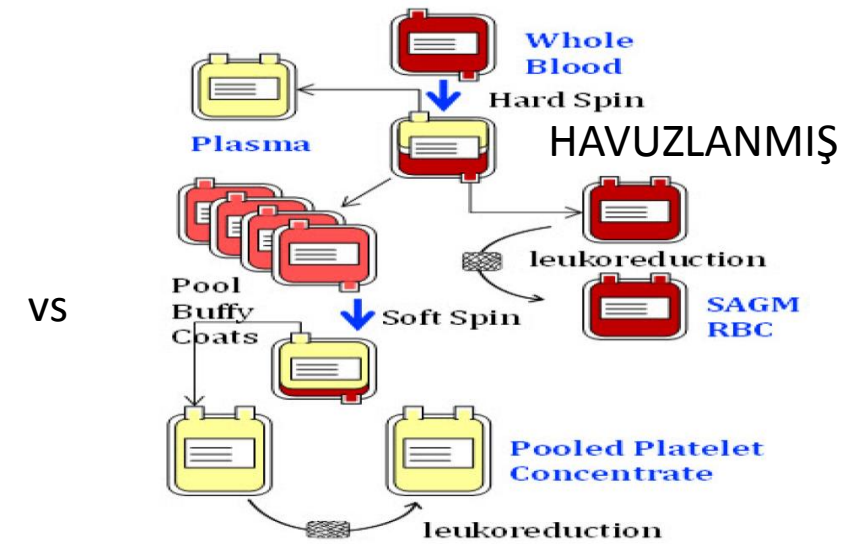 Whole
Blood
Hard Spin
Plasma
HAVUZLANMIŞ
leukoreduction
Pool
Buffy
Coats
vs
Soft Spin
SAGM
RBC
Pooled Platelet
Concentrate
leukoreduction